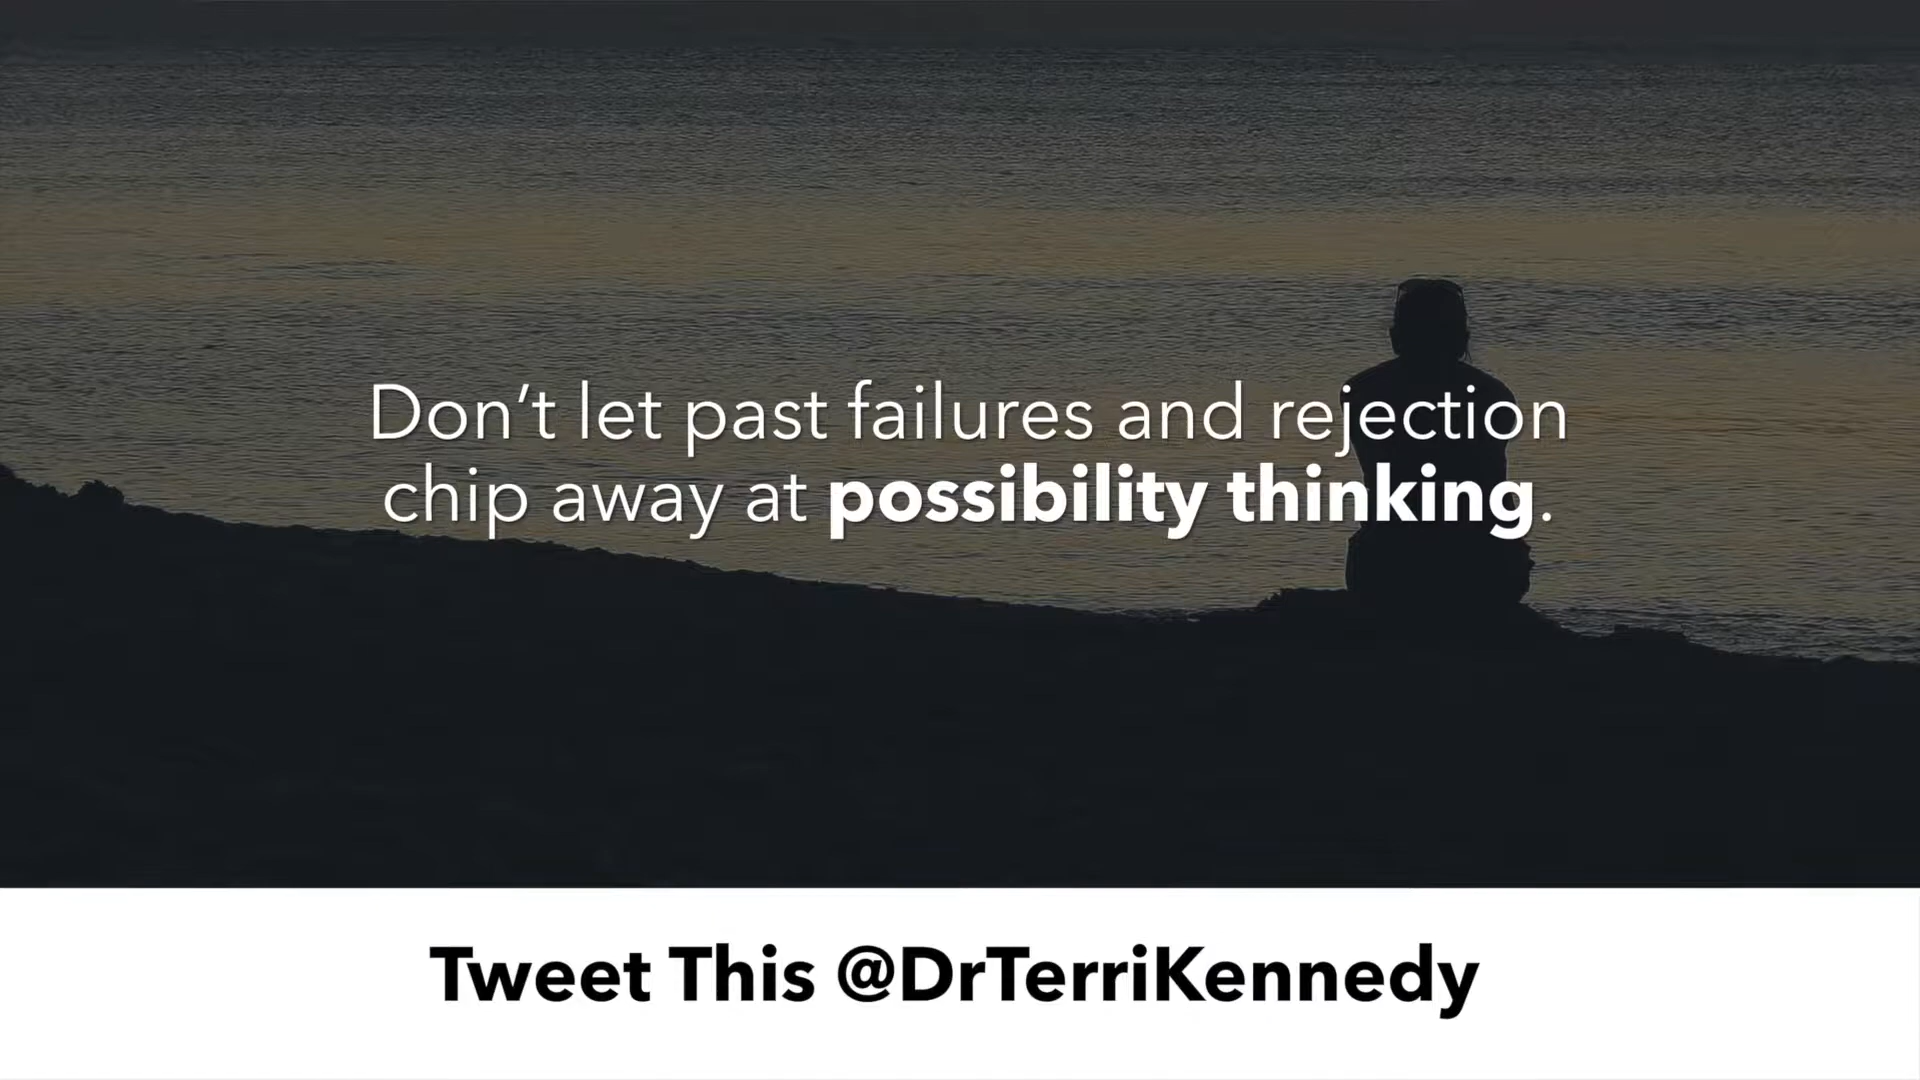 Don’t let past failures and rejection
chip away at possibility thinking.
Tweet This @DrTerriKennedy